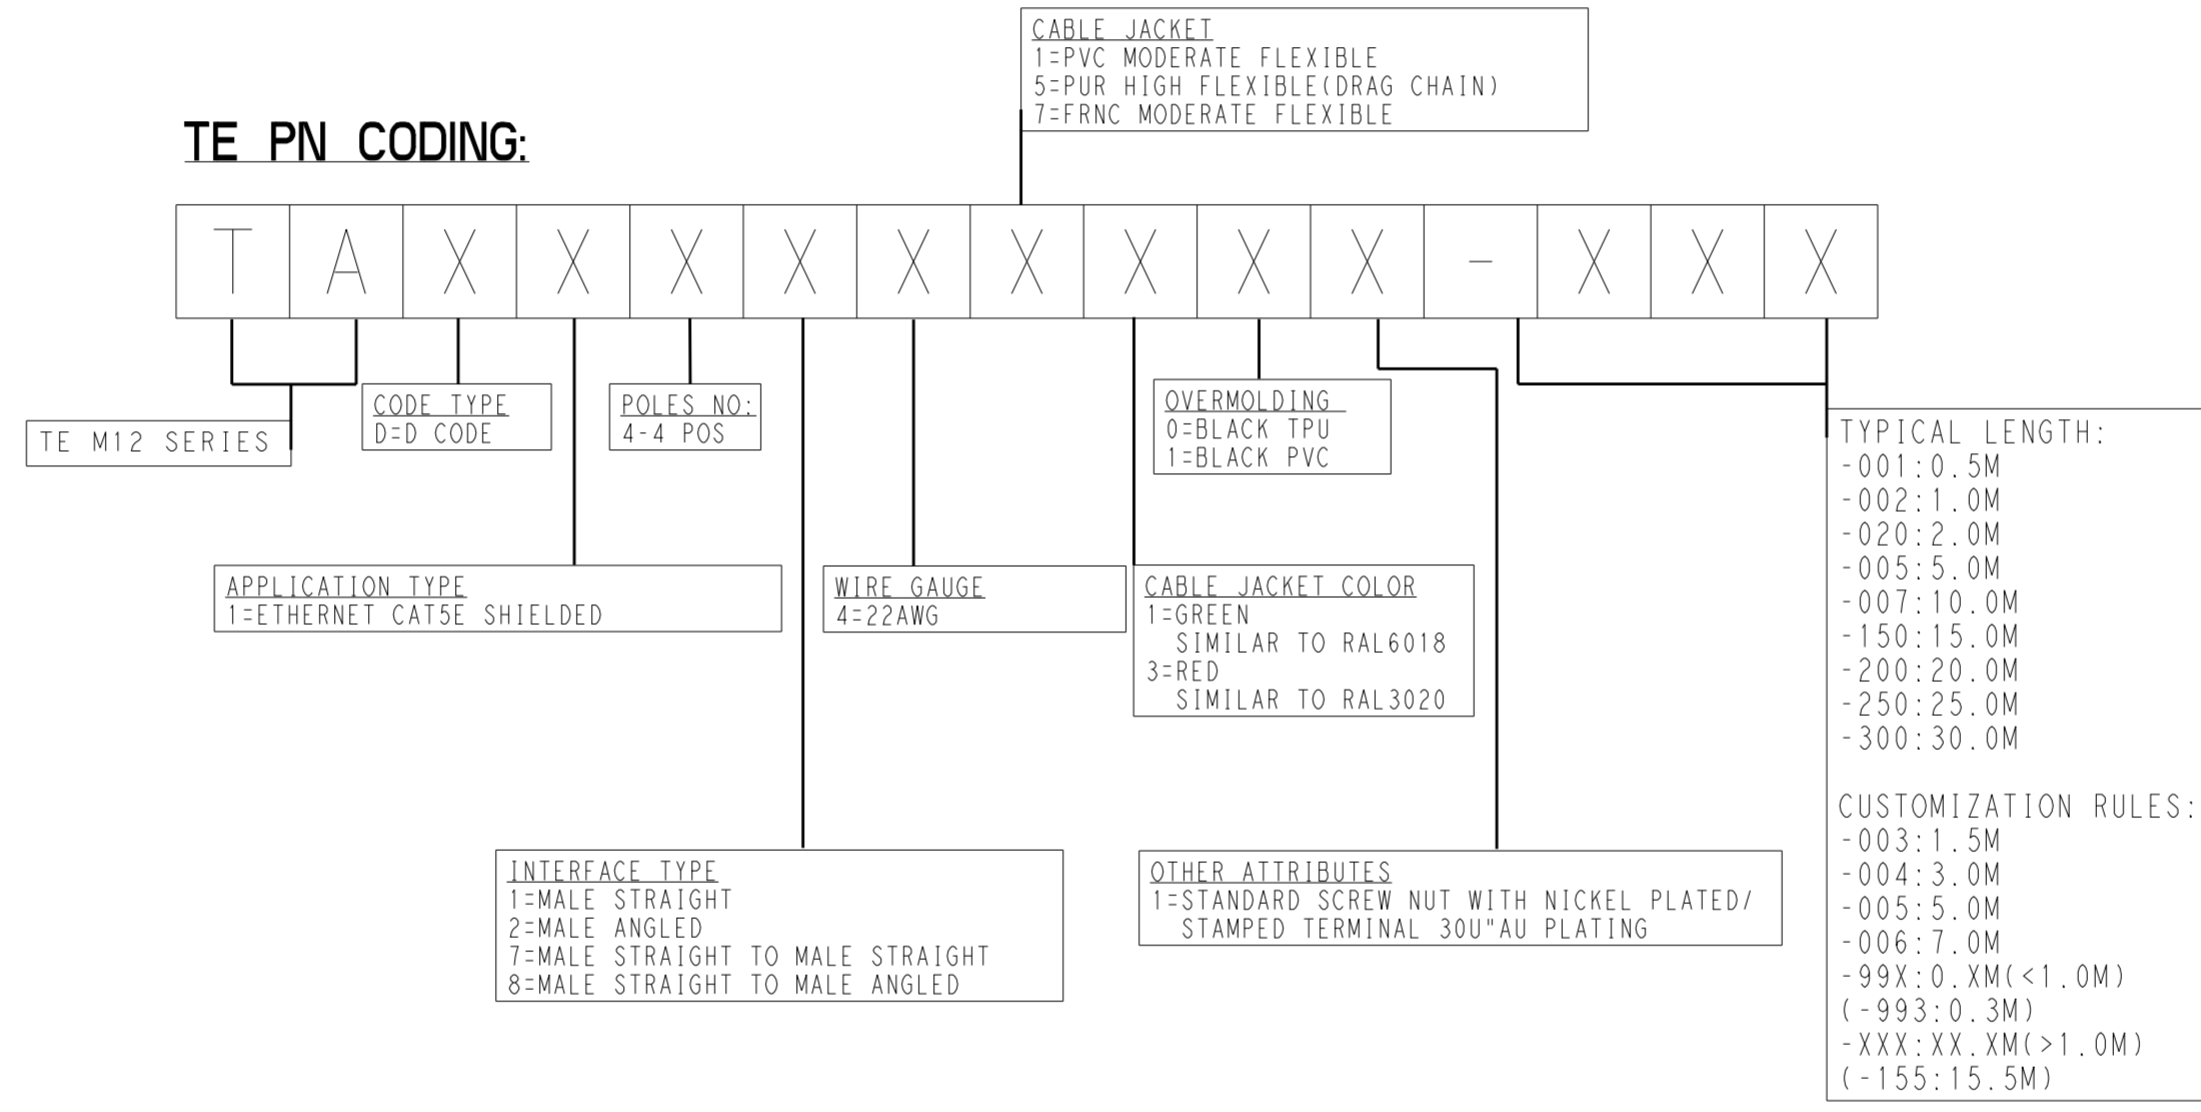 CABLE JACKET
1=PVC MODERATE FLEXIBLE
5=PUR HIGH FLEXIBLE(DRAG CHAIN)
7=FRNC MODERATE FLEXIBLE
TE PN CODING:
T A X X X X X X X X X - X X X
TE M12 SERIES
CODE TYPE
D=D CODE
POLES NO:
4-4 POS
OVERMOLDING
0=BLACK TPU
1=BLACK PVC
APPLICATION TYPE
1=ETHERNET CAT5E SHIELDED
WIRE GAUGE
4=22AWG
CABLE JACKET COLOR
1=GREEN
SIMILAR TO RAL6018
3=RED
SIMILAR TO RAL3020
INTERFACE TYPE
1=MALE STRAIGHT
2=MALE ANGLED
7=MALE STRAIGHT TO MALE STRAIGHT
8=MALE STRAIGHT TO MALE ANGLED
OTHER ATTRIBUTES
1=STANDARD SCREW NUT WITH NICKEL PLATED/
STAMPED TERMINAL 30U"AU PLATING
TYPICAL LENGTH:
-001:0.5M
-002:1.0M
-020:2.0M
-005:5.0M
-007:10.0M
-150:15.0M
-200:20.0M
-250:25.0M
-300:30.0M
CUSTOMIZATION RULES:
-003:1.5M
-004:3.0M
-005:5.0M
-006:7.0M
-99X:0.XM(<1.0M)
(-993:0.3M)
-XXX:XX.XM(>1.0M)
(-155:15.5M)